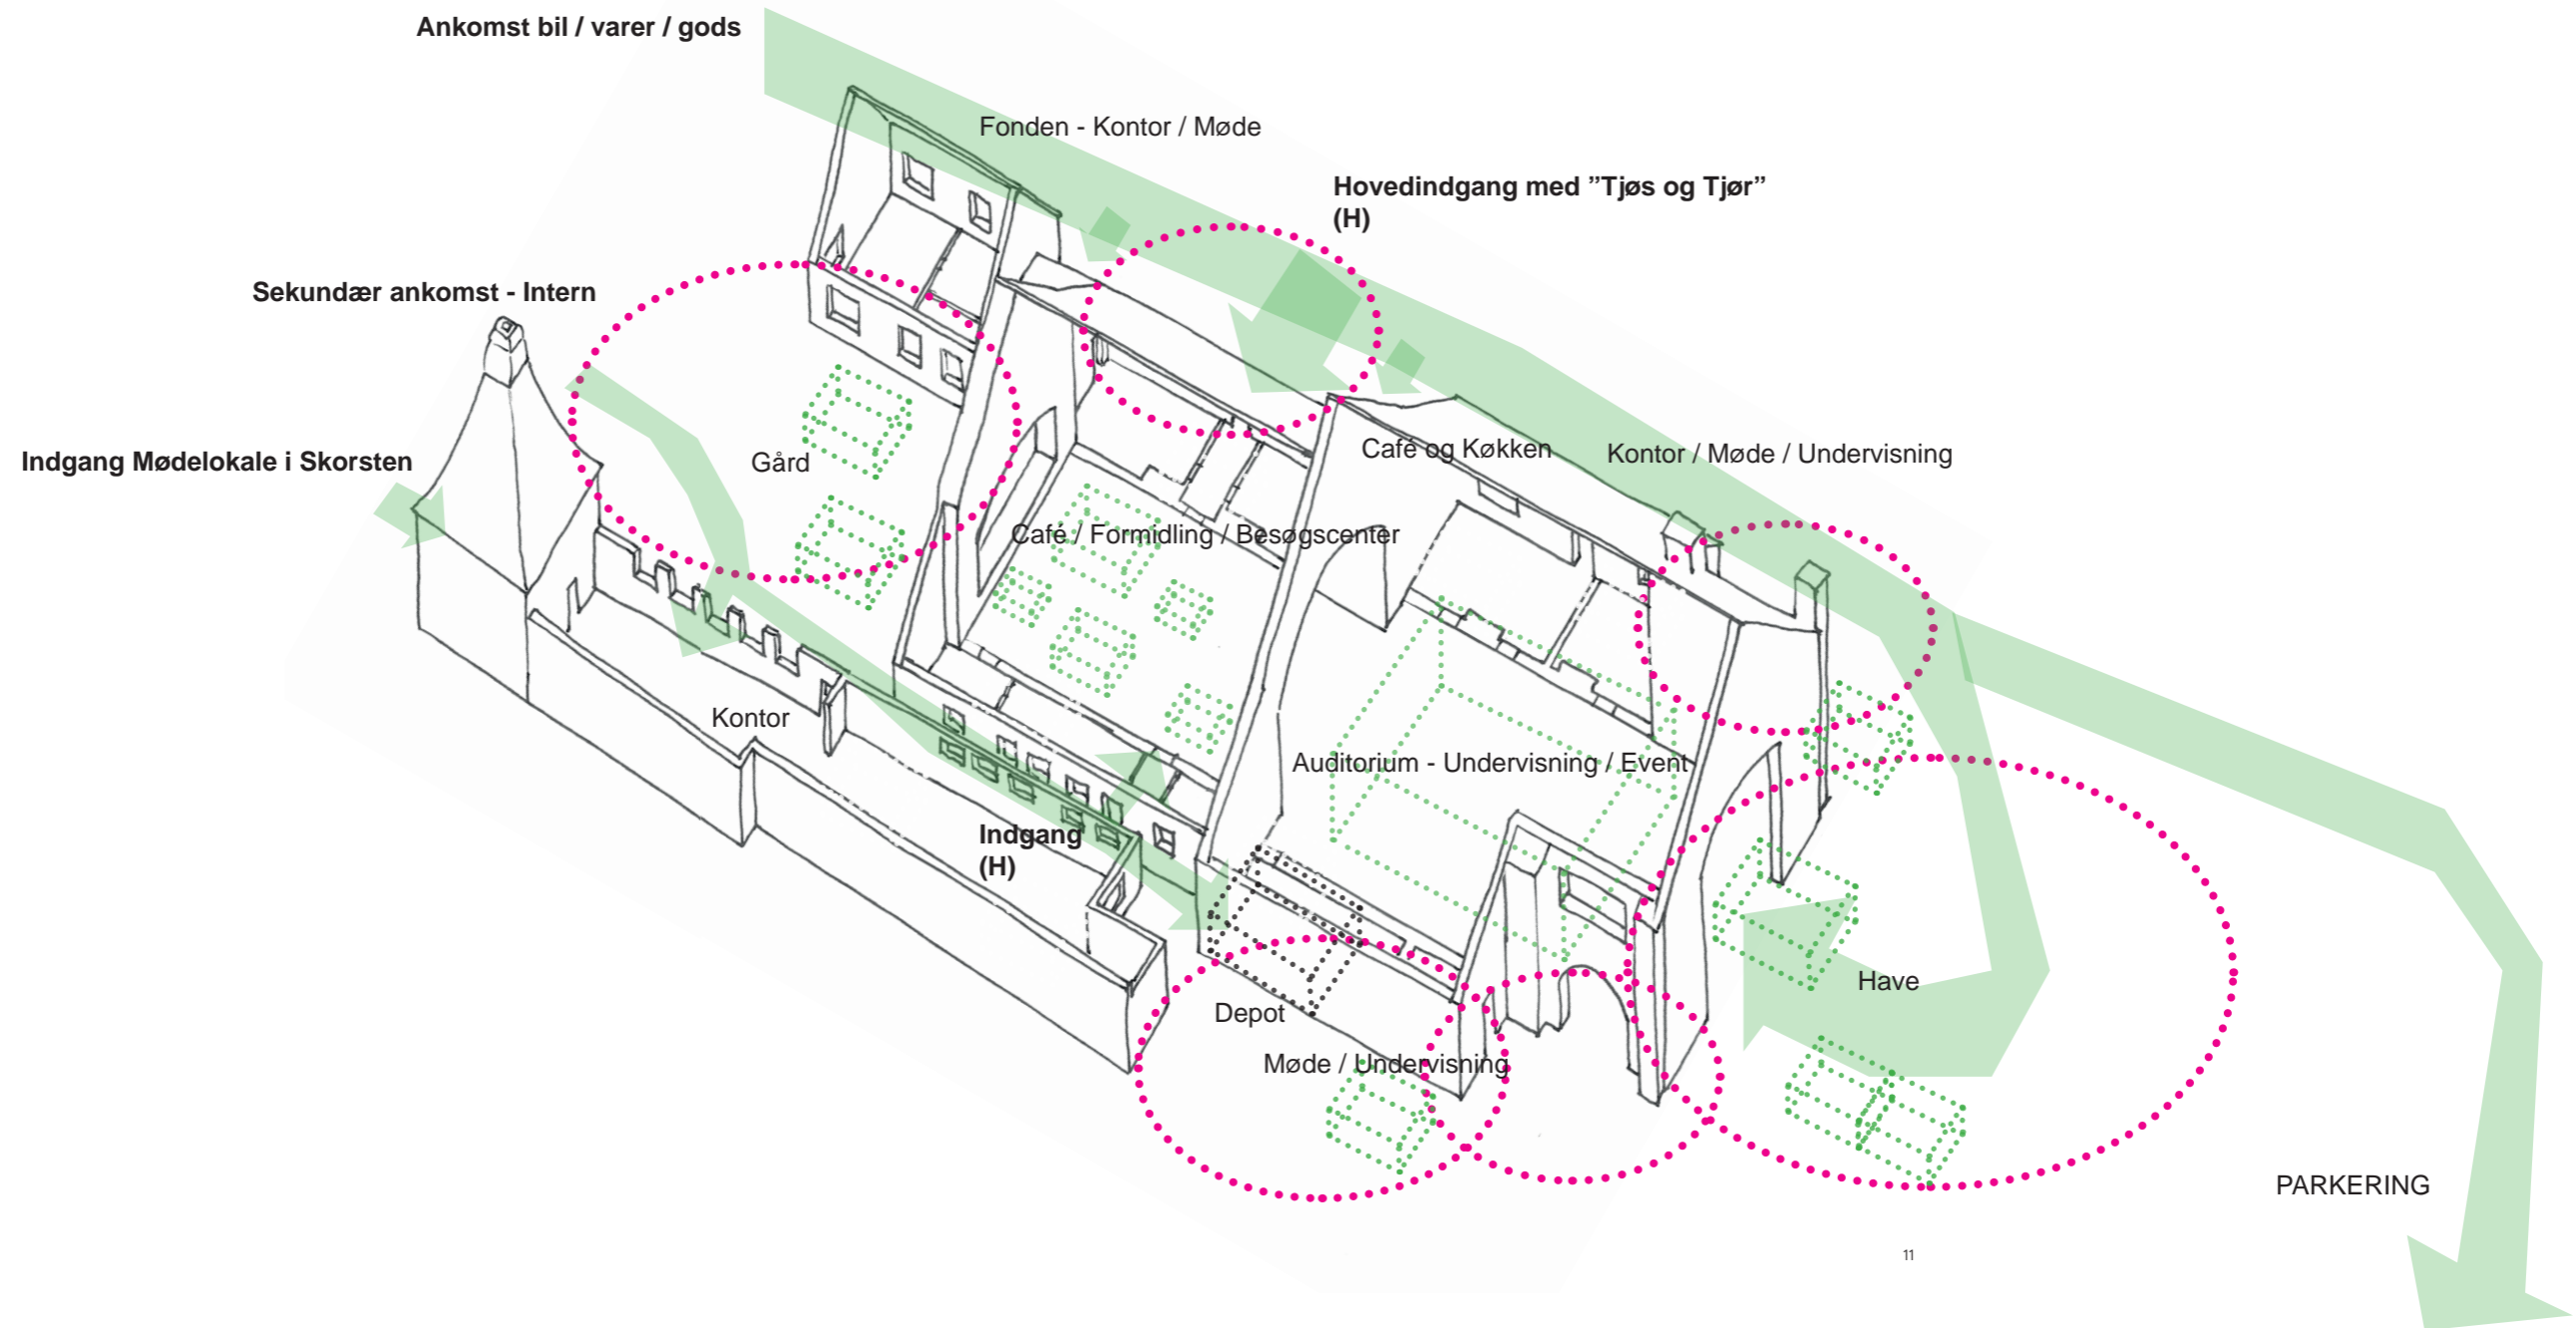 Ankomst bil / varer / gods
Fonden - Kontor / Møde
Hovedindgang med ”Tjøs og Tjør”
(H)
Sekundær ankomst - Intern
Indgang Mødelokale i Skorsten
Gård
Café og Køkken
Kontor / Møde / Undervisning
Café / Formidling / Besøgscenter
Kontor
Auditorium - Undervisning / Event
Indgang
(H)
Have
Depot
Møde / Undervisning
PARKERING
11